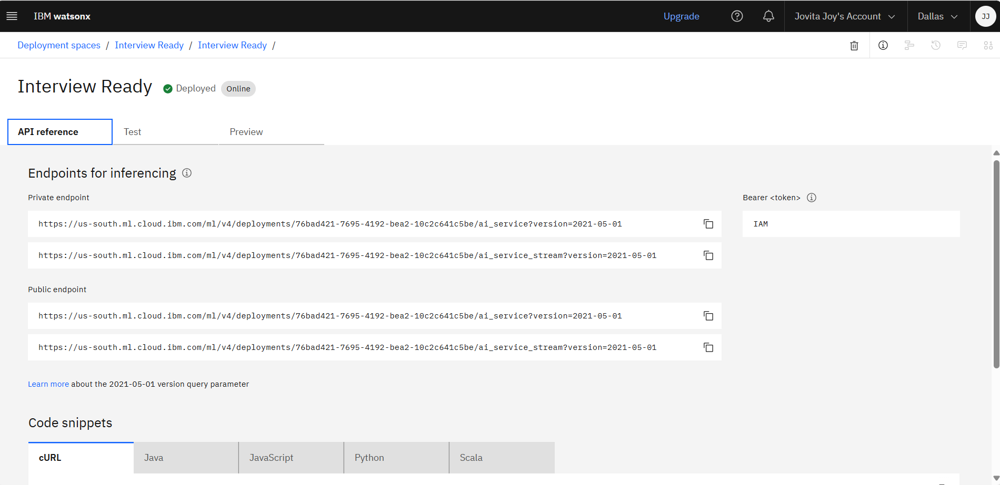 IBM watsonx
Upgrade
Jovita Joy's Account
Dallas
JJ
Deployment spaces / Interview Ready / Interview Ready /
Interview Ready
Deployed
Online
API reference
Test
Preview
Endpoints for inferencing
Private endpoint
Bearer <token>
https://us-south.ml.cloud.ibm.com/ml/v4/deployments/76bad421-7695-4192-bea2-10c2c641c5be/ai_service?version=2021-05-01
IAM
https://us-south.ml.cloud.ibm.com/ml/v4/deployments/76bad421-7695-4192-bea2-10c2c641c5be/ai_service_stream?version=2021-05-01
Public endpoint
https://us-south.ml.cloud.ibm.com/ml/v4/deployments/76bad421-7695-4192-bea2-10c2c641c5be/ai_service?version=2021-05-01
https://us-south.ml.cloud.ibm.com/ml/v4/deployments/76bad421-7695-4192-bea2-10c2c641c5be/ai_service_stream?version=2021-05-01
Learn more about the 2021-05-01 version query parameter
Code snippets
cURL
Java
JavaScript
Python
Scala